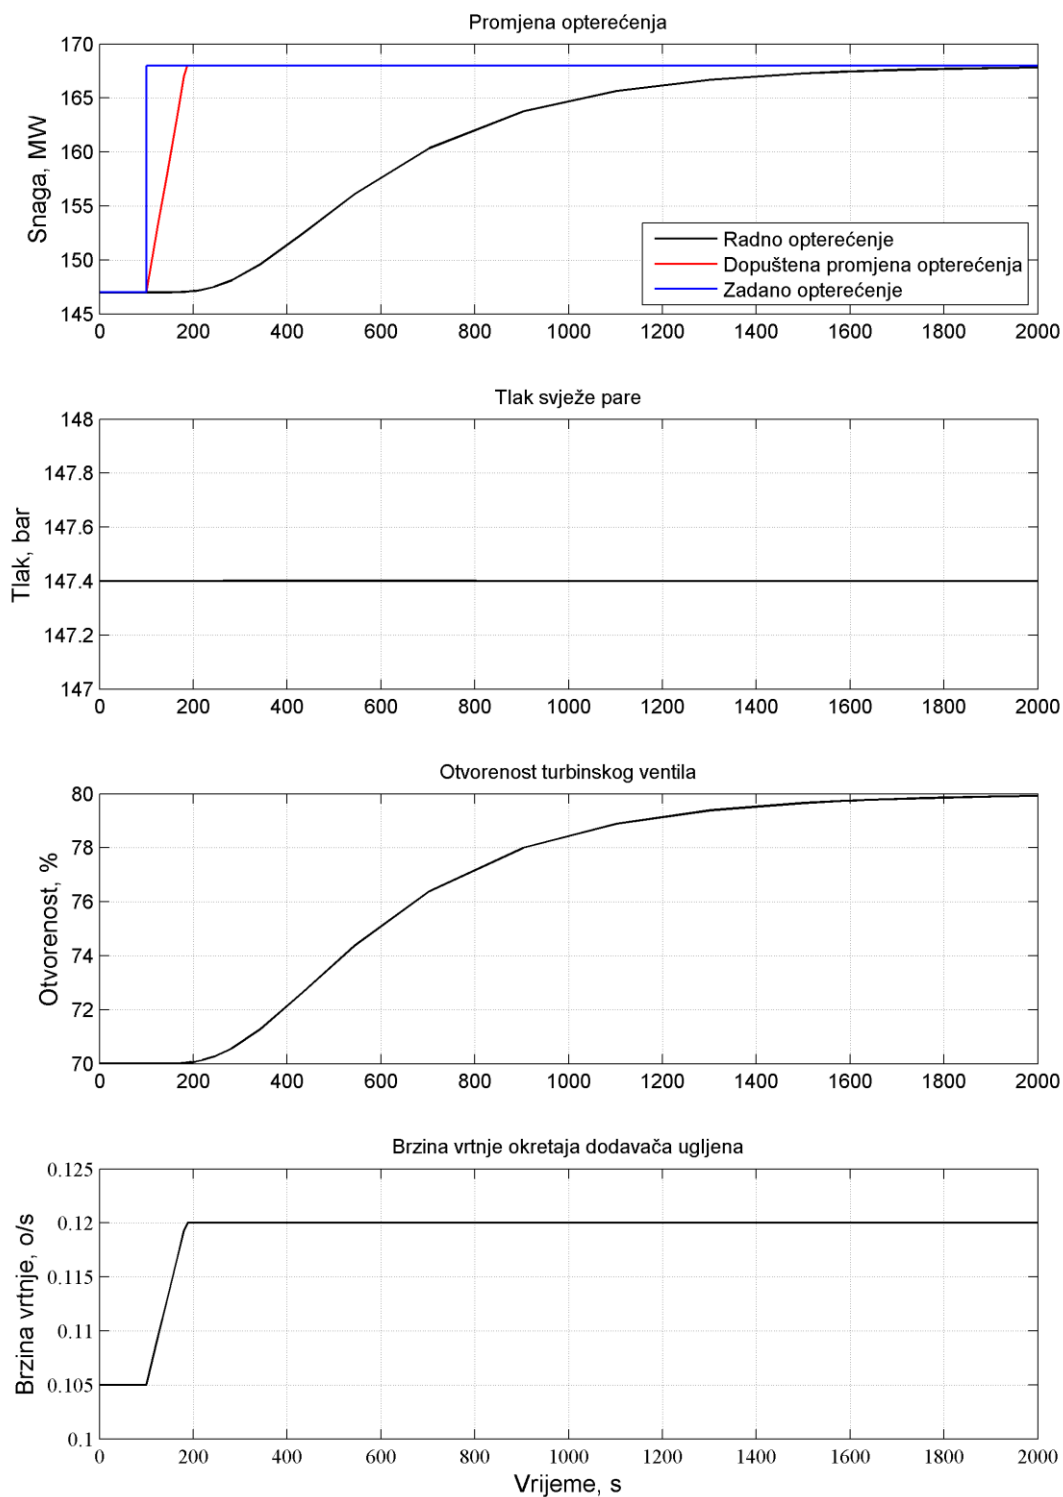 Promjena opterećenja
170
165
160
155
150
145
Snaga, MW
Radno opterećenje
Dopuštena promjena opterećenja
Zadano opterećenje
0 200 400 600 800 1000 1200 1400 1600 1800 2000
Tlak svježe pare
148
147.8
147.6
147.4
147.2
147
Tlak, bar
0 200 400 600 800 1000 1200 1400 1600 1800 2000
Otvorenost turbinskog ventila
80
78
76
74
72
70
Otvorenost, %
0 200 400 600 800 1000 1200 1400 1600 1800 2000
Brzina vrtnje okretaja dodavača ugljena
0.125
0.12
0.115
0.11
0.105
0.1
Brzina vrtnje, o/s
0 200 400 600 800 1000 1200 1400 1600 1800 2000
Vrijeme, s